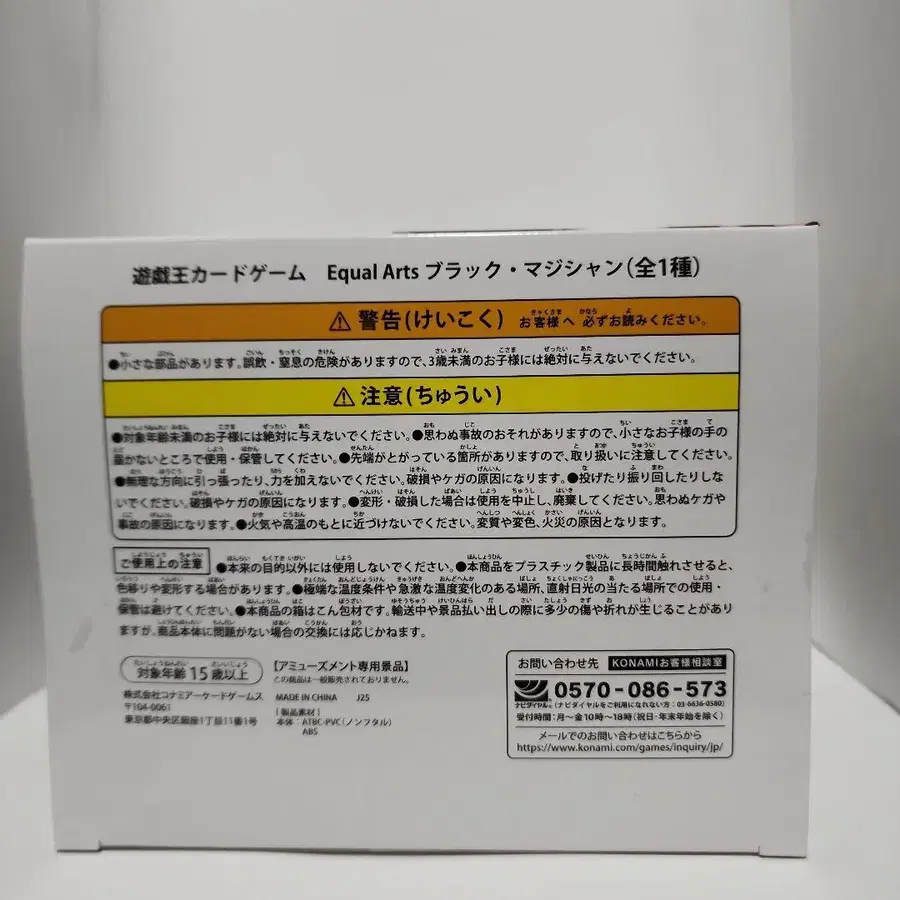 遊戯王カードゲーム Equal Arts ブラック・マジシャン(全1種)
⚠ 警告(けいこく) お客様へ 必ずお読みください。
●小さな部品があります。誤飲・窒息の危険がありますので、3歳未満のお子様には絶対に与えないでください。
⚠ 注意(ちゅうい)
●対象年齢未満のお子様には絶対に与えないでください。●思わぬ事故のおそれがありますので、小さなお子様の手の
届かないところで使用・保管してください。●先端がとがっている箇所がありますので、取り扱いに注意してください。
●無理な方向に引っ張ったり、力を加えないでください。破損やケガの原因になります。●投げたり振り回したりしな
いでください。破損やケガの原因になります。●変形・破損した場合は使用を中止し、廃棄してください。思わぬケガや
事故の原因になります。●火気や高温のもとに近づけないでください。変質や変色、火災の原因となります。
ご使用上の注意 ●本来の目的以外には使用しないでください。●本商品をプラスチック製品に長時間触れさせると、
色移りや変形する場合があります。●極端な温度条件や急激な温度変化のある場所、直射日光の当たる場所での使用・
保管は避けてください。●本商品の箱はこん包材です。輸送中や景品払い出しの際に多少の傷や折れが生じることがあり
ますが、商品本体に問題がない場合の交換には応じかねます。
対象年齢15歳以上
【アミューズメント専用景品】
この商品は一般販売されておりません。
株式会社コナミアーケードゲームス
〒104-0061
東京都中央区銀座1丁目11番1号
MADE IN CHINA J25
[製品素材]
本体:ATBC-PVC(ノンフタル)
ABS
お問い合わせ先 KONAMIお客様相談室
ナビダイヤル® 0570-086-573
(ナビダイヤルをご利用になれない方:03-6636-0580)
受付時間:月~金10時~18時(祝日・年末年始を除く)
メールでのお問い合わせはこちらから
https://www.konami.com/games/inquiry/jp/